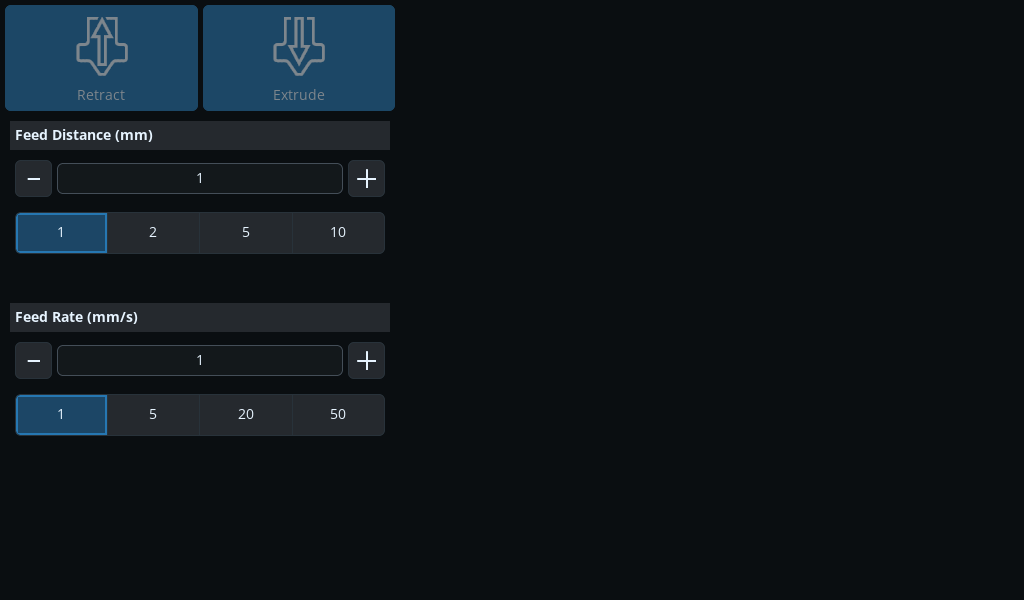 Retract Extrude
Feed Distance (mm)
1
1 2 5 10
Feed Rate (mm/s)
1
1 5 20 50